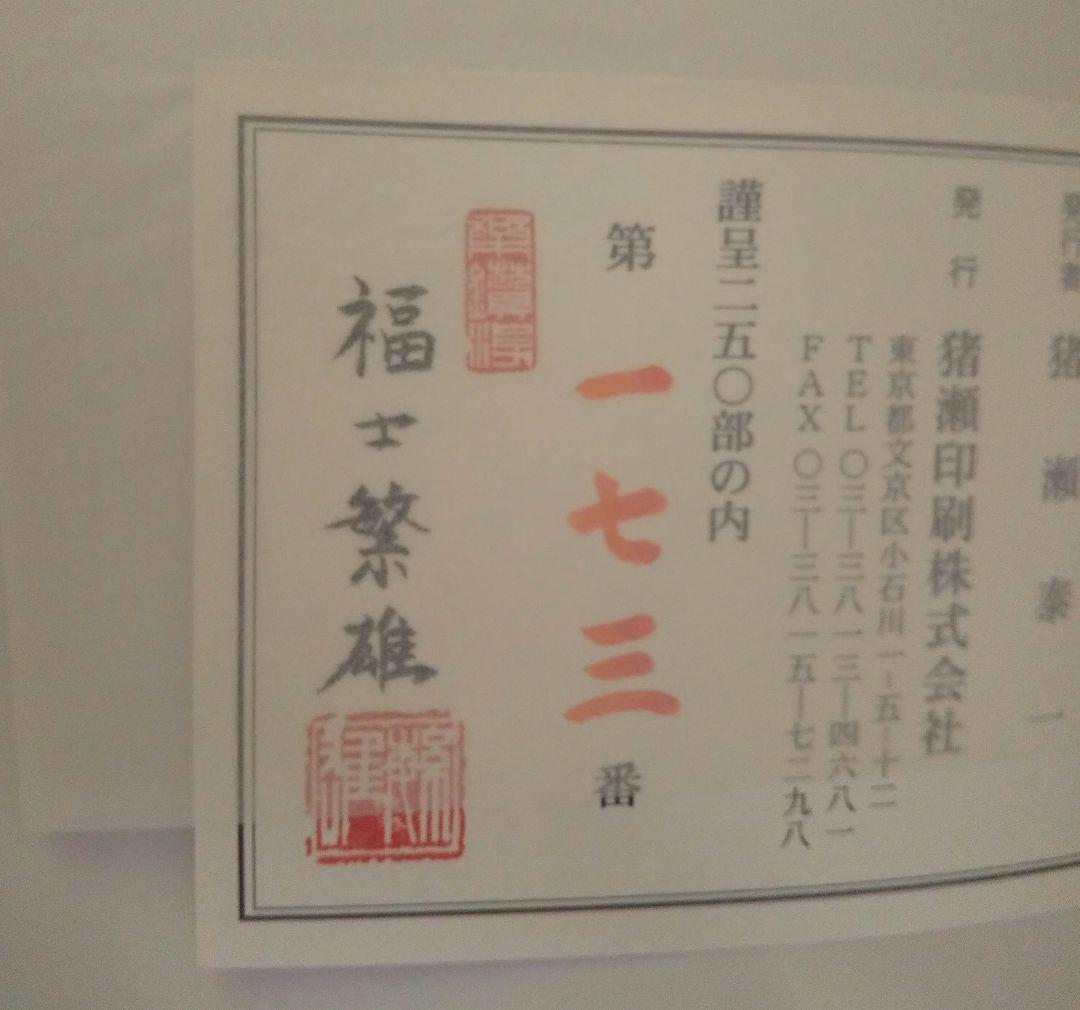 発行者 猪瀬泰一
発行 猪瀬印刷株式会社
東京都文京区小石川一-五-十二
TEL 〇三―三八一三―四六八一
FAX 〇三―三八一五―七二九八
謹呈二五〇部の内
第一七三番
福士繁雄